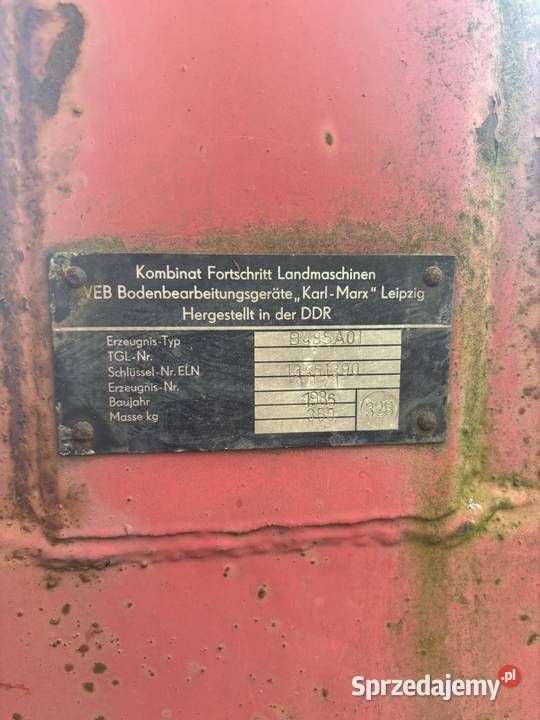 Kombinat Fortschritt Landmaschinen
VEB Bodenbearbeitungsgeräte „Karl-Marx" Leipzig
Hergestellt in der DDR
Erzeugnis-Typ B495A01
TGL-Nr.
Schlüssel-Nr. ELN
Erzeugnis-Nr.
Baujahr 1986
Masse kg 328
Sprzedajemy.pl